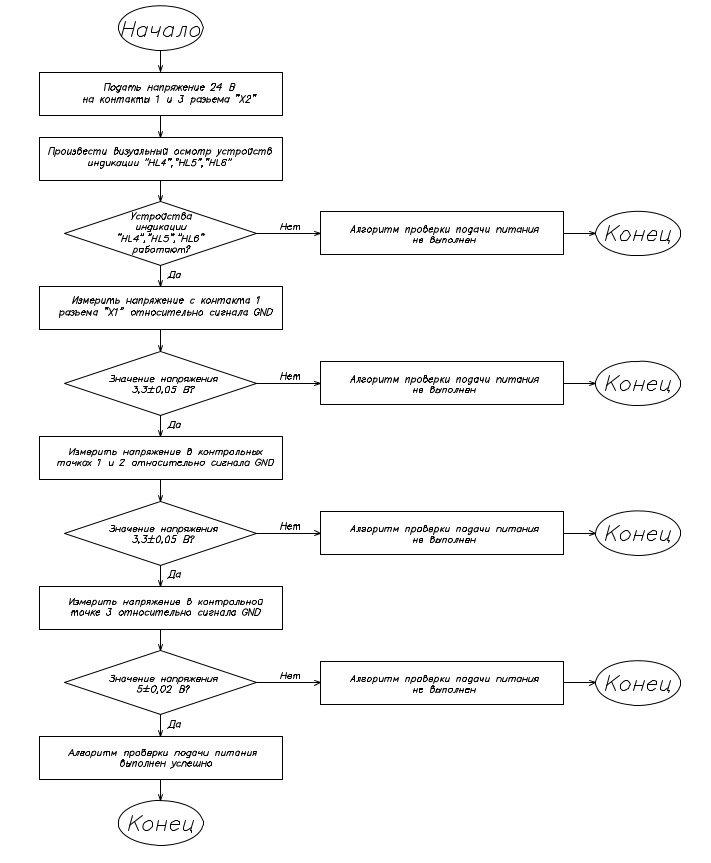 Начало
Подать напряжение 24 В
на контакты 1 и 3 разъема "X2"
Произвести визуальный осмотр устройств
индикации "HL4","HL5","HL6"
Устройства
индикации
"HL4","HL5","HL6"
работают?
Нет
Алгоритм проверки подачи питания
не выполнен
Конец
Да
Измерить напряжение с контакта 1
разъема "X1" относительно сигнала GND
Значение напряжения
3,3±0,05 В?
Нет
Алгоритм проверки подачи питания
не выполнен
Конец
Да
Измерить напряжение в контрольных
точках 1 и 2 относительно сигнала GND
Значение напряжения
3,3±0,05 В?
Нет
Алгоритм проверки подачи питания
не выполнен
Конец
Да
Измерить напряжение в контрольной
точке 3 относительно сигнала GND
Значение напряжения
5±0,02 В?
Нет
Алгоритм проверки подачи питания
не выполнен
Конец
Да
Алгоритм проверки подачи питания
выполнен успешно
Конец